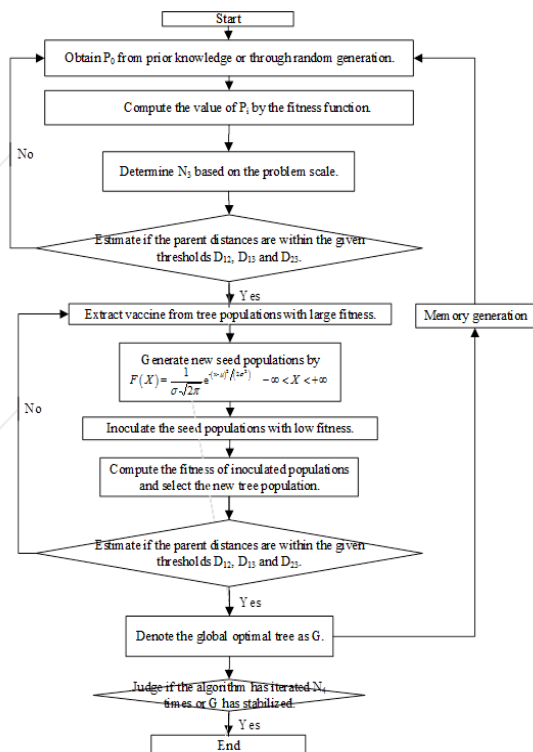 Start
Obtain P₀ from prior knowledge or through random generation.
Compute the value of Pᵢ by the fitness function.
No
Determine N₃ based on the problem scale.
Estimate if the parent distances are within the given
thresholds D₁₂, D₁₃ and D₂₃.
Yes
Extract vaccine from tree populations with large fitness.
Memory generation
Generate new seed populations by
F(X)=1/(σ√2π) e^(-(x-μ)²/(2σ²)) -∞<X<+∞
No
Inoculate the seed populations with low fitness.
Compute the fitness of inoculated populations
and select the new tree population.
Estimate if the parent distances are within the given
thresholds D₁₂, D₁₃ and D₂₃.
Yes
Denote the global optimal tree as G.
Judge if the algorithm has iterated N₄
times or G has stabilized.
Yes
End